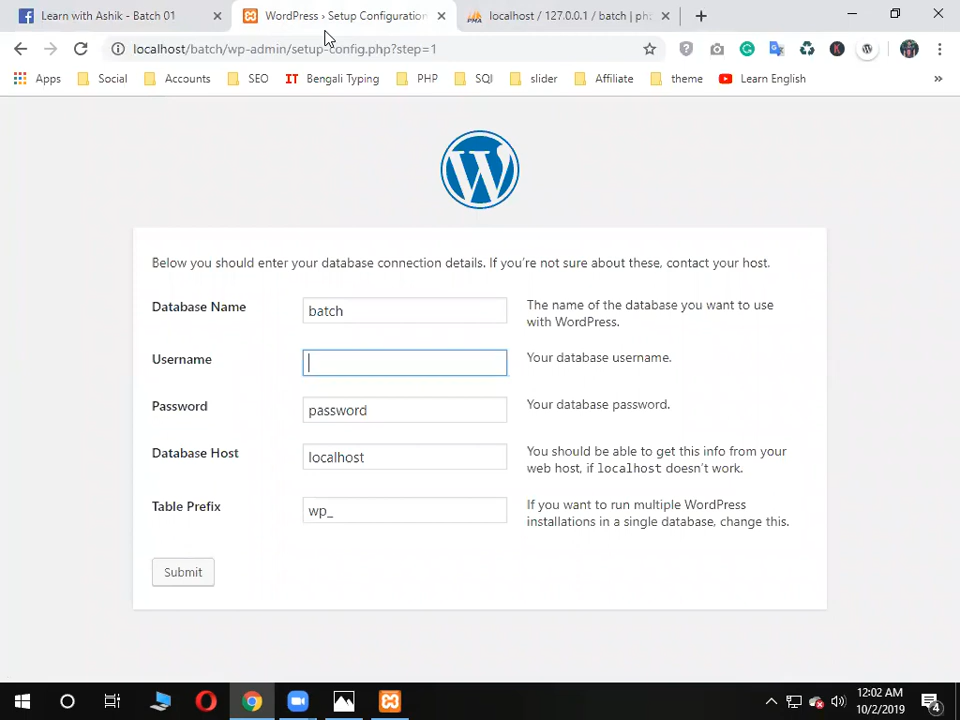 Learn with Ashik - Batch 01
WordPress › Setup Configuration
localhost / 127.0.0.1 / batch | ph
localhost/batch/wp-admin/setup-config.php?step=1
Apps Social Accounts SEO IT Bengali Typing PHP SQl slider Affiliate theme Learn English »
Below you should enter your database connection details. If you’re not sure about these, contact your host.
Database Name batch The name of the database you want to use
with WordPress.
Username Your database username.
Password password Your database password.
Database Host localhost You should be able to get this info from your
web host, if localhost doesn’t work.
Table Prefix wp_ If you want to run multiple WordPress
installations in a single database, change this.
Submit
12:02 AM
10/2/2019
4